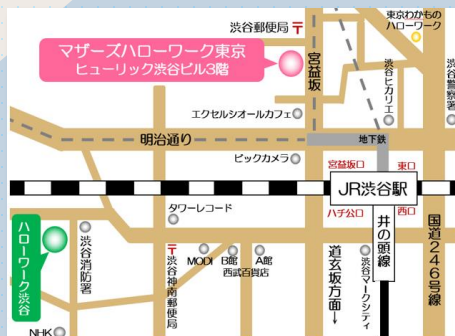 渋谷郵便局
東京わかもの
ハローワーク
マザーズハローワーク東京
ヒューリック渋谷ビル3階
宮益坂
渋谷ヒカリエ
渋谷警察署
エクセルシオールカフェ
明治通り
地下鉄
ビックカメラ
宮益坂口
東口
JR渋谷駅
ハチ公口
西口
タワーレコード
ハローワーク渋谷
渋谷消防署
渋谷神南郵便局
MODI
B館
A館
西武百貨店
道玄坂方面→
渋谷マークシティ
井の頭線
国道246号線
NHK